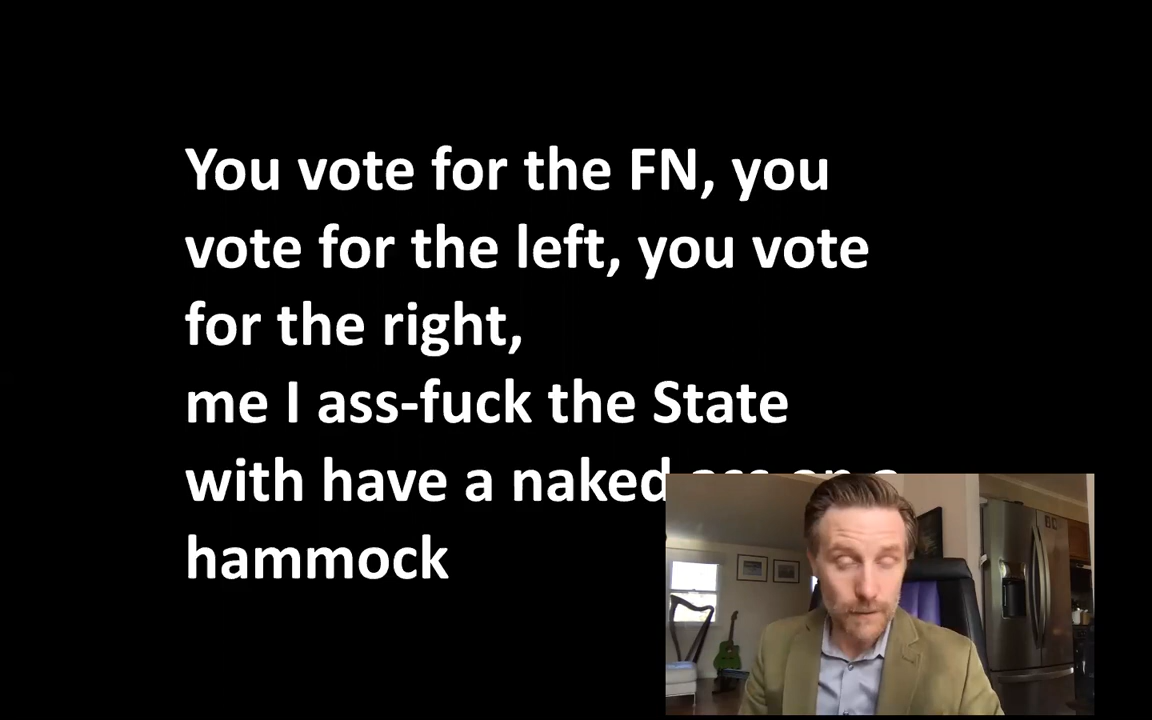 You vote for the FN, you
vote for the left, you vote
for the right,
me I ass-fuck the State
with have a naked
hammock